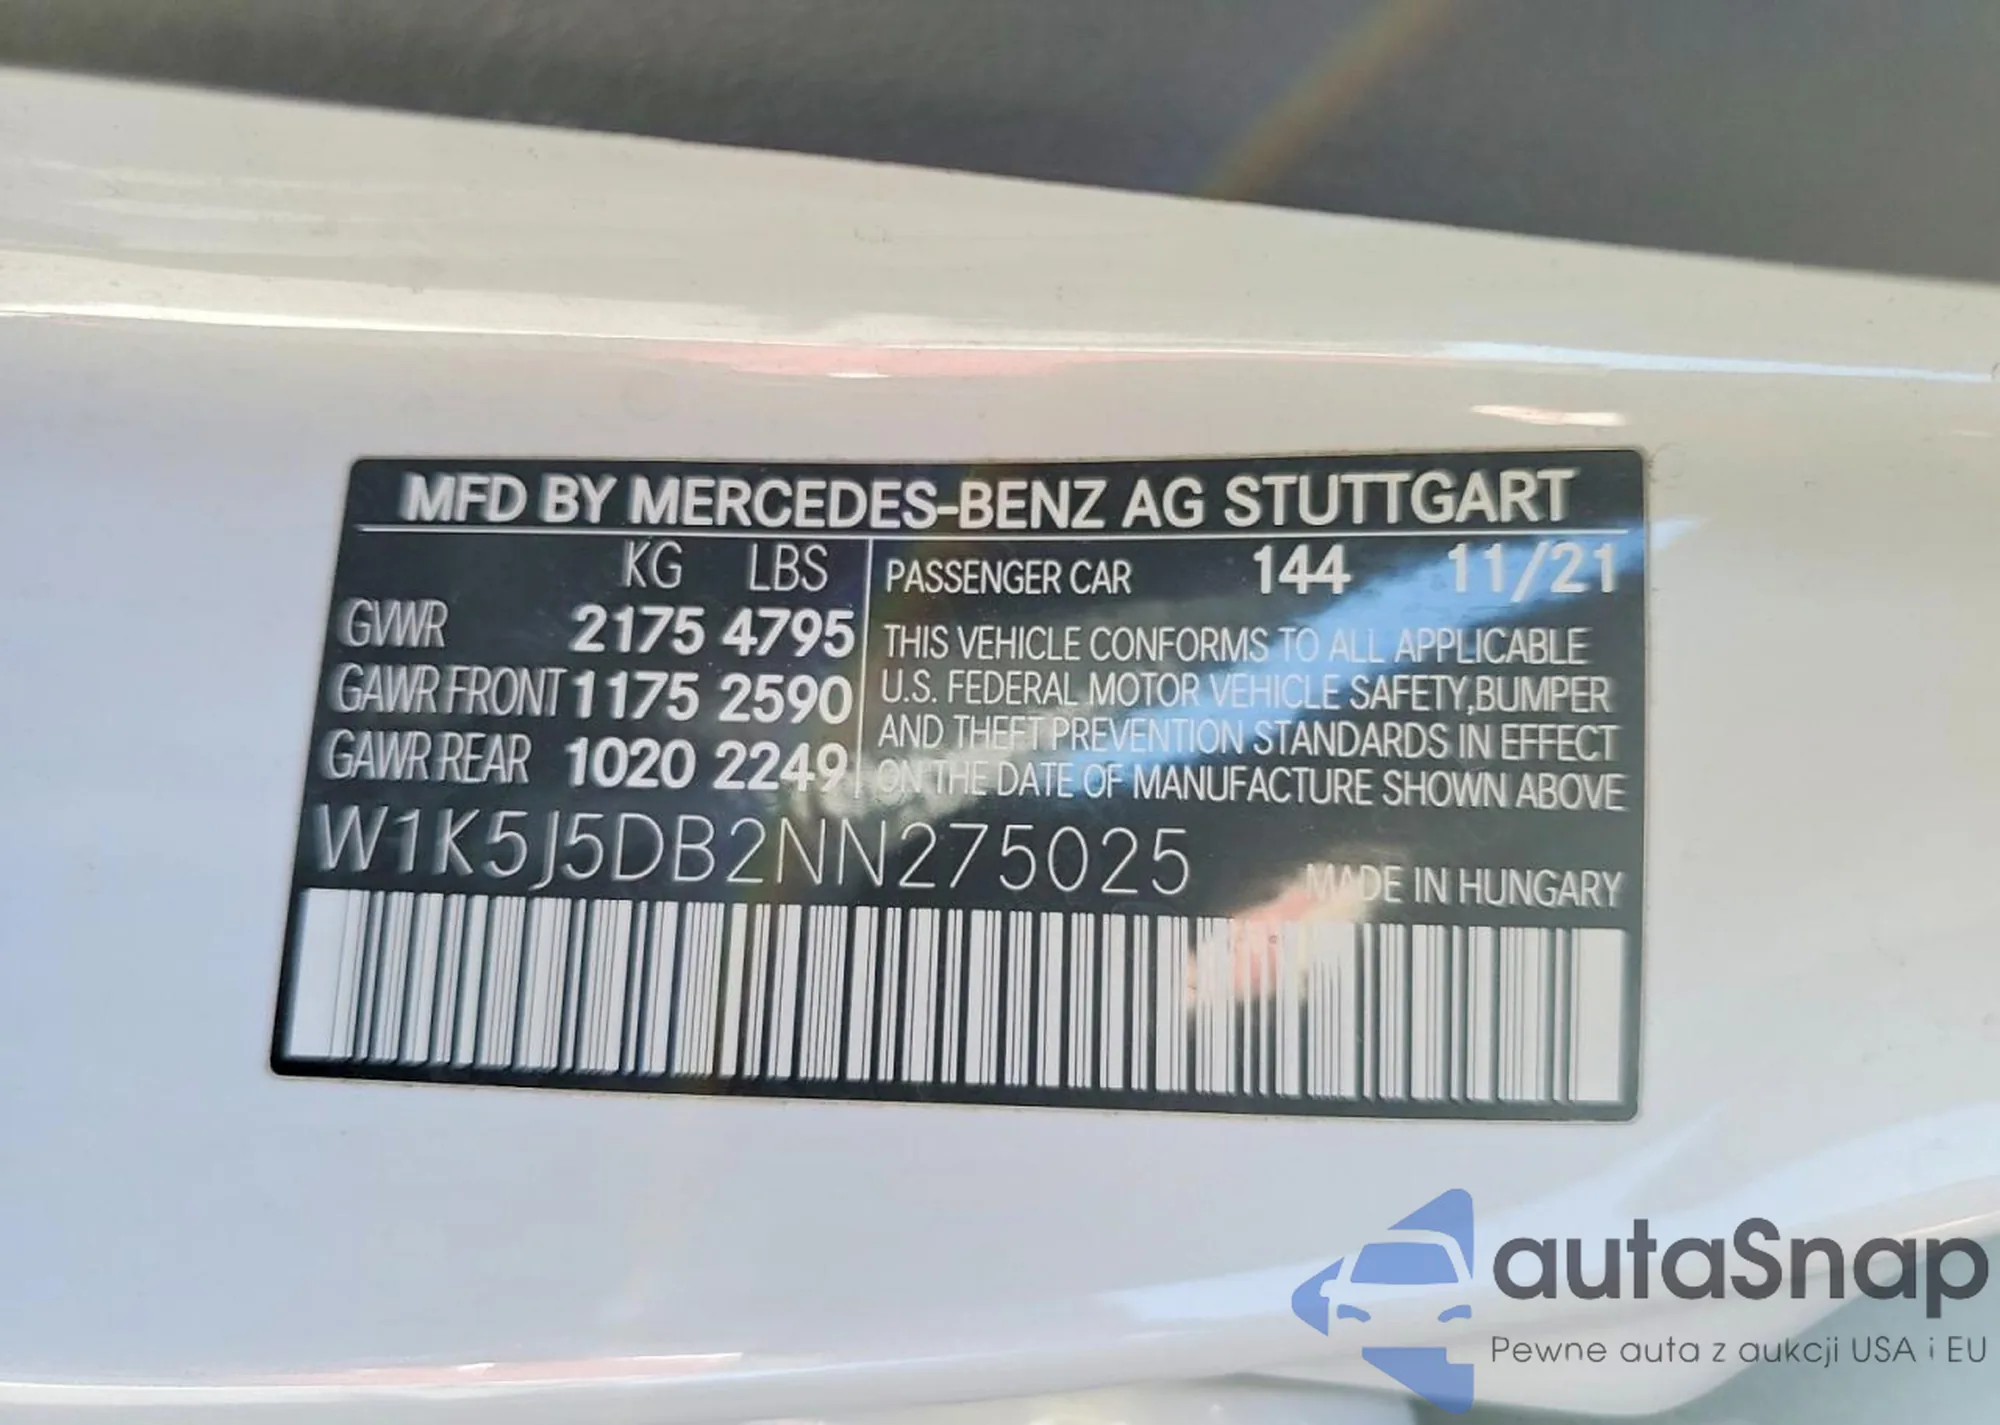 MFD BY MERCEDES-BENZ AG STUTTGART
KG LBS
GVWR 2175 4795
GAWR FRONT 1175 2590
GAWR REAR 1020 2249
PASSENGER CAR 144 11/21
THIS VEHICLE CONFORMS TO ALL APPLICABLE
U.S. FEDERAL MOTOR VEHICLE SAFETY,BUMPER
AND THEFT PREVENTION STANDARDS IN EFFECT
ON THE DATE OF MANUFACTURE SHOWN ABOVE
W1K5J5DB2NN275025
MADE IN HUNGARY
autaSnap
Pewne auta z aukcji USA i EU